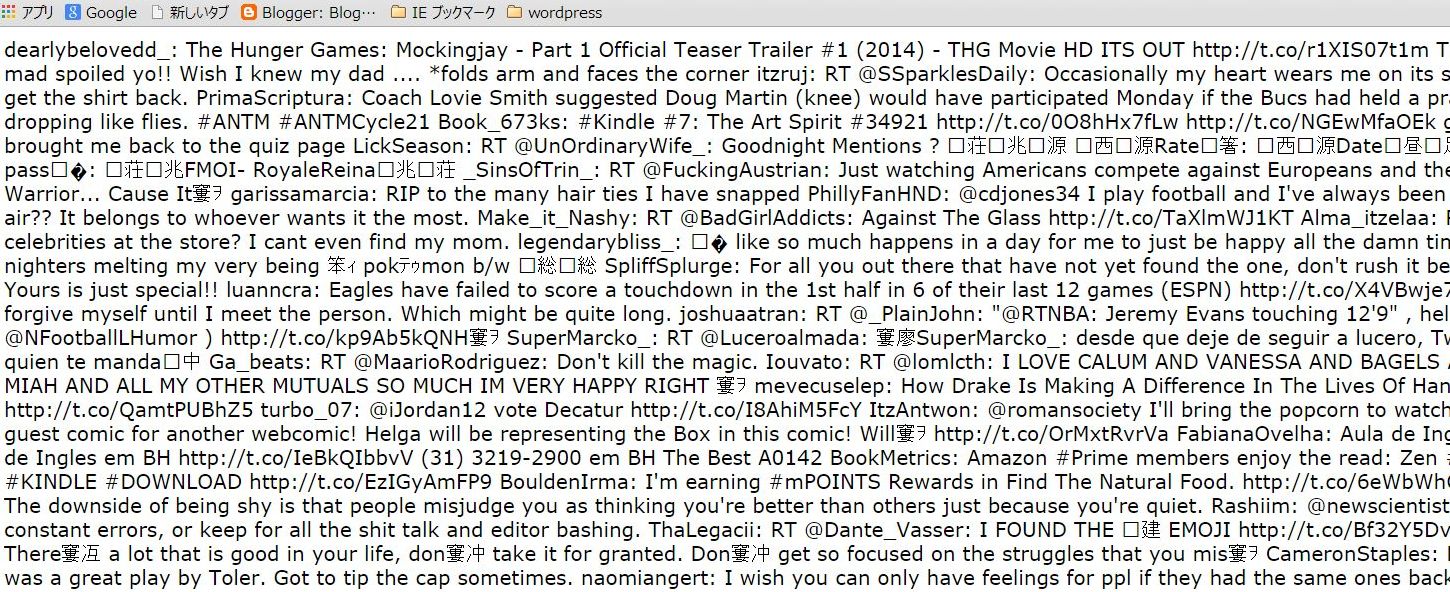 アプリ Google 新しいタブ Blogger: Blog… IE ブックマーク wordpress
dearlybelovedd_: The Hunger Games: Mockingjay - Part 1 Official Teaser Trailer #1 (2014) - THG Movie HD ITS OUT http://t.co/r1XIS07t1m T
mad spoiled yo!! Wish I knew my dad .... *folds arm and faces the corner itzruj: RT @SSparklesDaily: Occasionally my heart wears me on its s
get the shirt back. PrimaScriptura: Coach Lovie Smith suggested Doug Martin (knee) would have participated Monday if the Bucs had held a pra
dropping like flies. #ANTM #ANTMCycle21 Book_673ks: #Kindle #7: The Art Spirit #34921 http://t.co/0O8hHx7fLw http://t.co/NGEwMfaOEk g
brought me back to the quiz page LickSeason: RT @UnOrdinaryWife_: Goodnight Mentions ? □荘□兆□源 □西□源Rate□箸: □西□源Date□昼□
pass□�: □荘□兆FMOI- RoyaleReina□兆□荘 _SinsOfTrin_: RT @FuckingAustrian: Just watching Americans compete against Europeans and the
Warrior... Cause It窶ｦ garissamarcia: RIP to the many hair ties I have snapped PhillyFanHND: @cdjones34 I play football and I've always been
air?? It belongs to whoever wants it the most. Make_it_Nashy: RT @BadGirlAddicts: Against The Glass http://t.co/TaXlmWJ1KT Alma_itzelaa: 
celebrities at the store? I cant even find my mom. legendarybliss_: □� like so much happens in a day for me to just be happy all the damn tim
nighters melting my very being 笨ｨ pokﾃｩmon b/w □総□総 SpliffSplurge: For all you out there that have not yet found the one, don't rush it be
Yours is just special!! luanncra: Eagles have failed to score a touchdown in the 1st half in 6 of their last 12 games (ESPN) http://t.co/X4VBwje7
forgive myself until I meet the person. Which might be quite long. joshuaatran: RT @_PlainJohn: "@RTNBA: Jeremy Evans touching 12'9" , hel
@NFootballLHumor ) http://t.co/kp9Ab5kQNH窶ｦ SuperMarcko_: RT @Luceroalmada: 窶廖SuperMarcko_: desde que deje de seguir a lucero, Tw
quien te manda□中 Ga_beats: RT @MaarioRodriguez: Don't kill the magic. Iouvato: RT @lomlcth: I LOVE CALUM AND VANESSA AND BAGELS A
MIAH AND ALL MY OTHER MUTUALS SO MUCH IM VERY HAPPY RIGHT 窶ｦ mevecuselep: How Drake Is Making A Difference In The Lives Of Han
http://t.co/QamtPUBhZ5 turbo_07: @iJordan12 vote Decatur http://t.co/I8AhiM5FcY ItzAntwon: @romansociety I'll bring the popcorn to watch
guest comic for another webcomic! Helga will be representing the Box in this comic! Will窶ｦ http://t.co/OrMxtRvrVa FabianaOvelha: Aula de Ing
de Ingles em BH http://t.co/IeBkQIbbvV (31) 3219-2900 em BH The Best A0142 BookMetrics: Amazon #Prime members enjoy the read: Zen #
#KINDLE #DOWNLOAD http://t.co/EzIGyAmFP9 BouldenIrma: I'm earning #mPOINTS Rewards in Find The Natural Food. http://t.co/6eWbWh
The downside of being shy is that people misjudge you as thinking you're better than others just because you're quiet. Rashiim: @newscientist
constant errors, or keep for all the shit talk and editor bashing. ThaLegacii: RT @Dante_Vasser: I FOUND THE □建 EMOJI http://t.co/Bf32Y5Dv
There窶冱 a lot that is good in your life, don窶冲 take it for granted. Don窶冲 get so focused on the struggles that you mis窶ｦ CameronStaples: 
was a great play by Toler. Got to tip the cap sometimes. naomiangert: I wish you can only have feelings for ppl if they had the same ones back